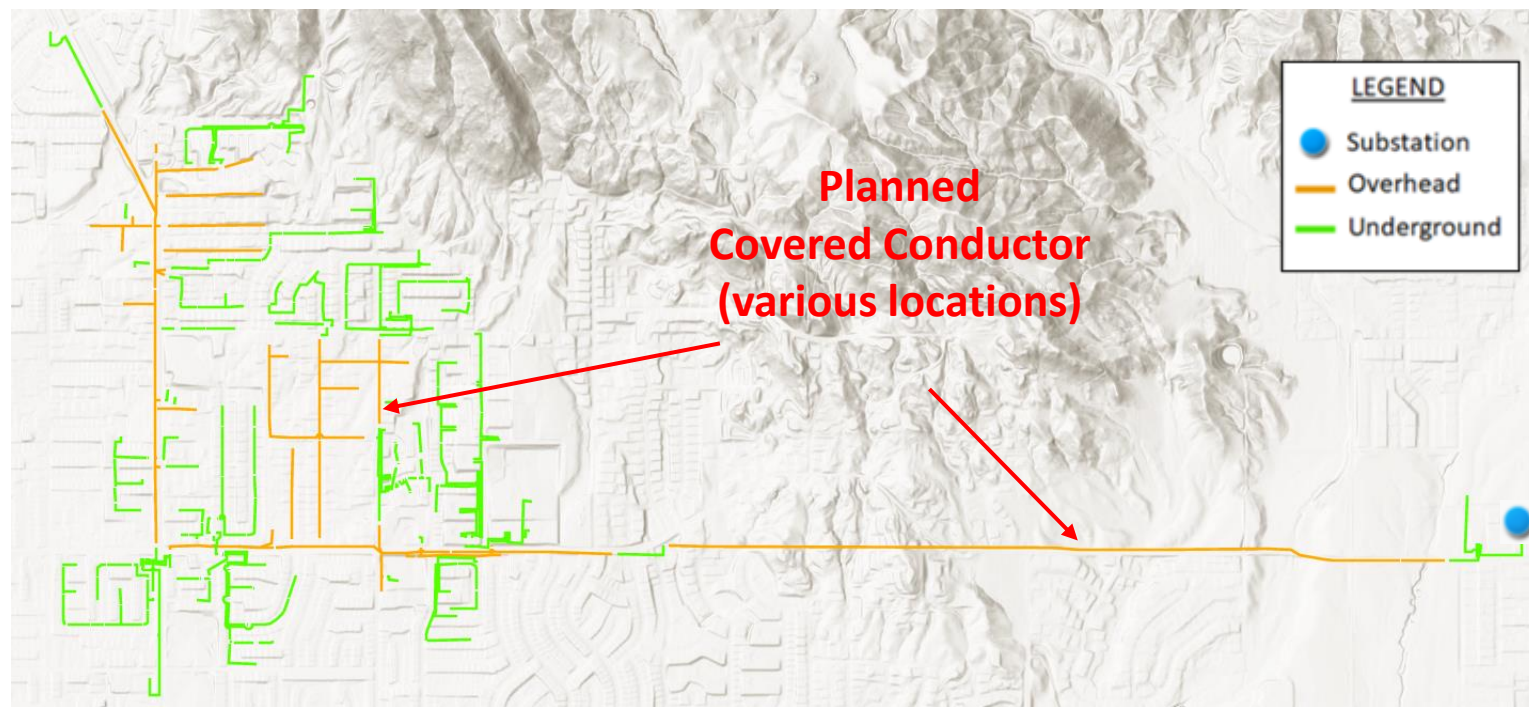 LEGEND
Substation
Overhead
Underground
Planned
Covered Conductor
(various locations)